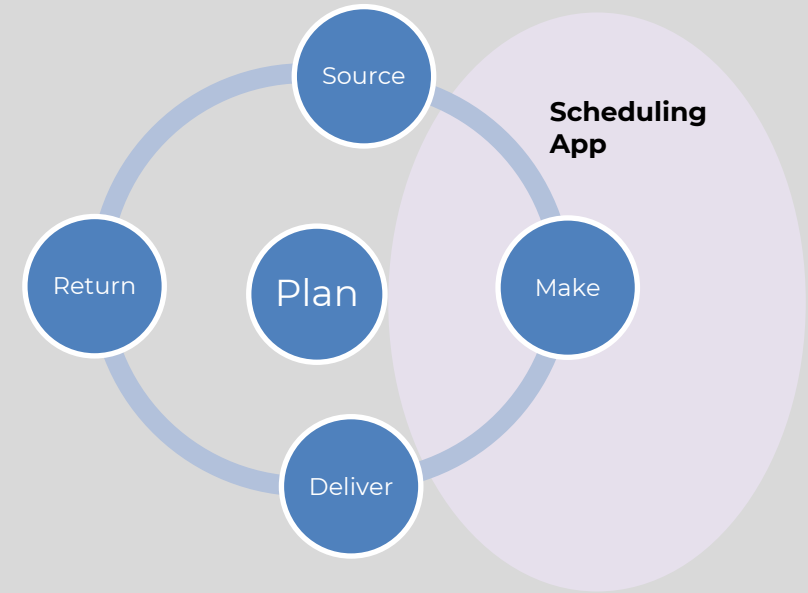 Source
Scheduling
App
Return
Plan
Make
Deliver